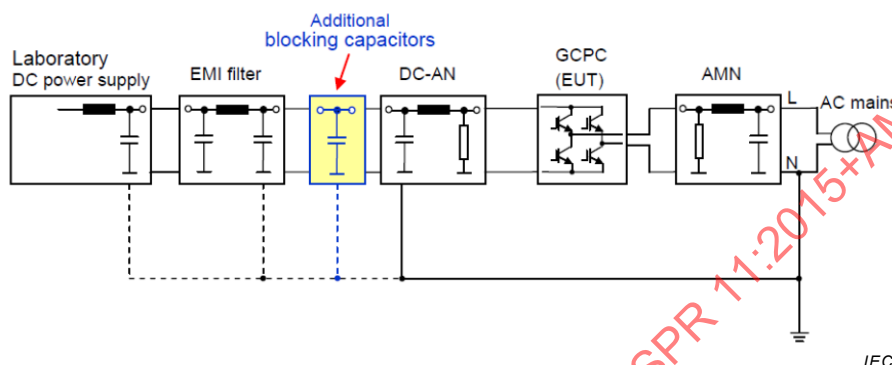 Additional
blocking capacitors
Laboratory
DC power supply
EMI filter
DC-AN
GCPC
(EUT)
AMN
L
AC mains
N
SPR 11:2015+AM
IEC